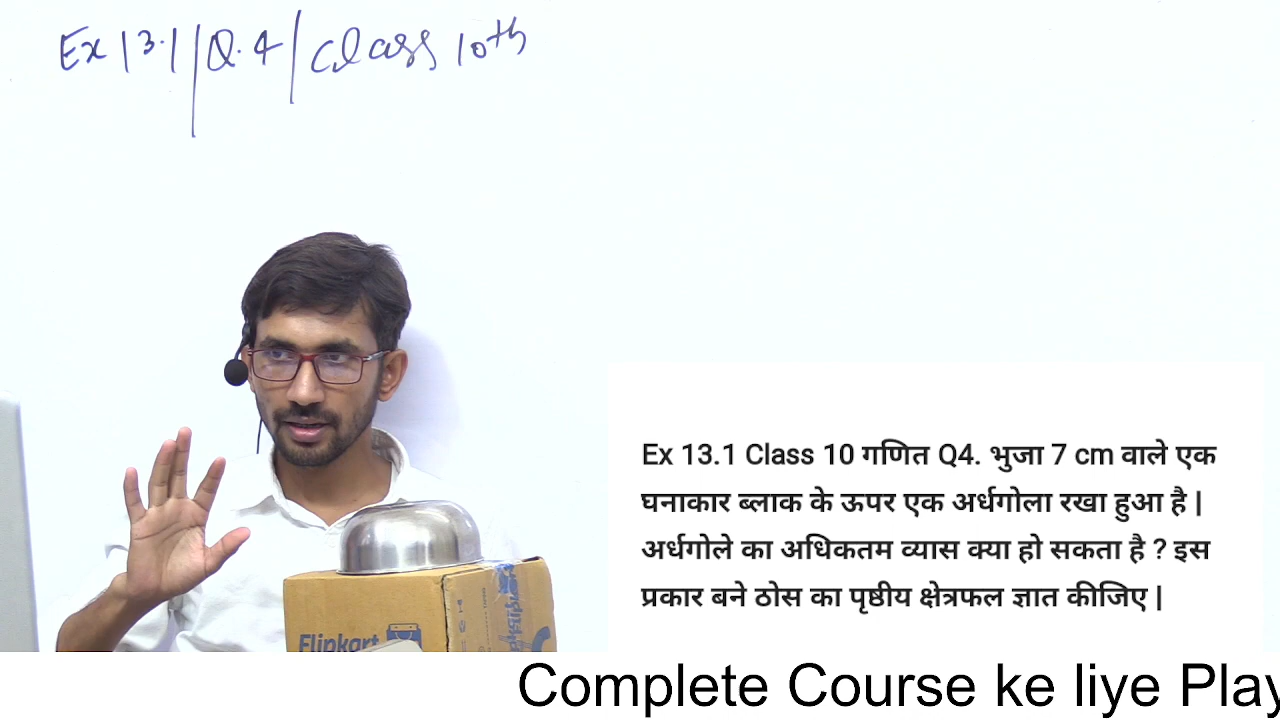 Ex 13.1 | Q.4 | Class 10th
Ex 13.1 Class 10 गणित Q4. भुजा 7 cm वाले एक
घनाकार ब्लाक के ऊपर एक अर्धगोला रखा हुआ है |
अर्धगोले का अधिकतम व्यास क्या हो सकता है ? इस
प्रकार बने ठोस का पृष्ठीय क्षेत्रफल ज्ञात कीजिए |
Flipkart
Complete Course ke liye Play